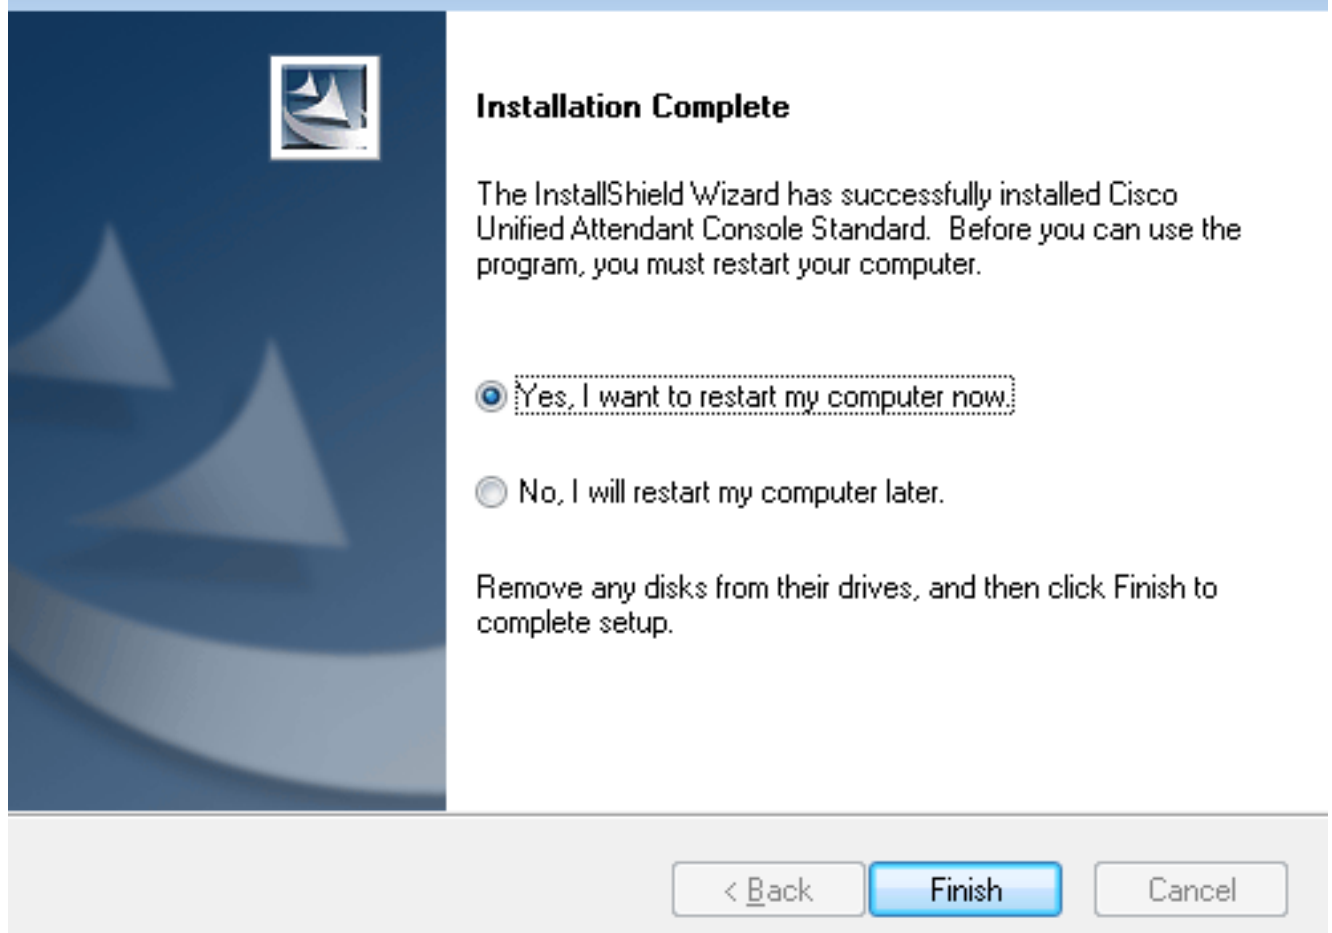 Installation Complete
The InstallShield Wizard has successfully installed Cisco
Unified Attendant Console Standard.  Before you can use the
program, you must restart your computer.
Yes, I want to restart my computer now.
No, I will restart my computer later.
Remove any disks from their drives, and then click Finish to
complete setup.
< Back
Finish
Cancel